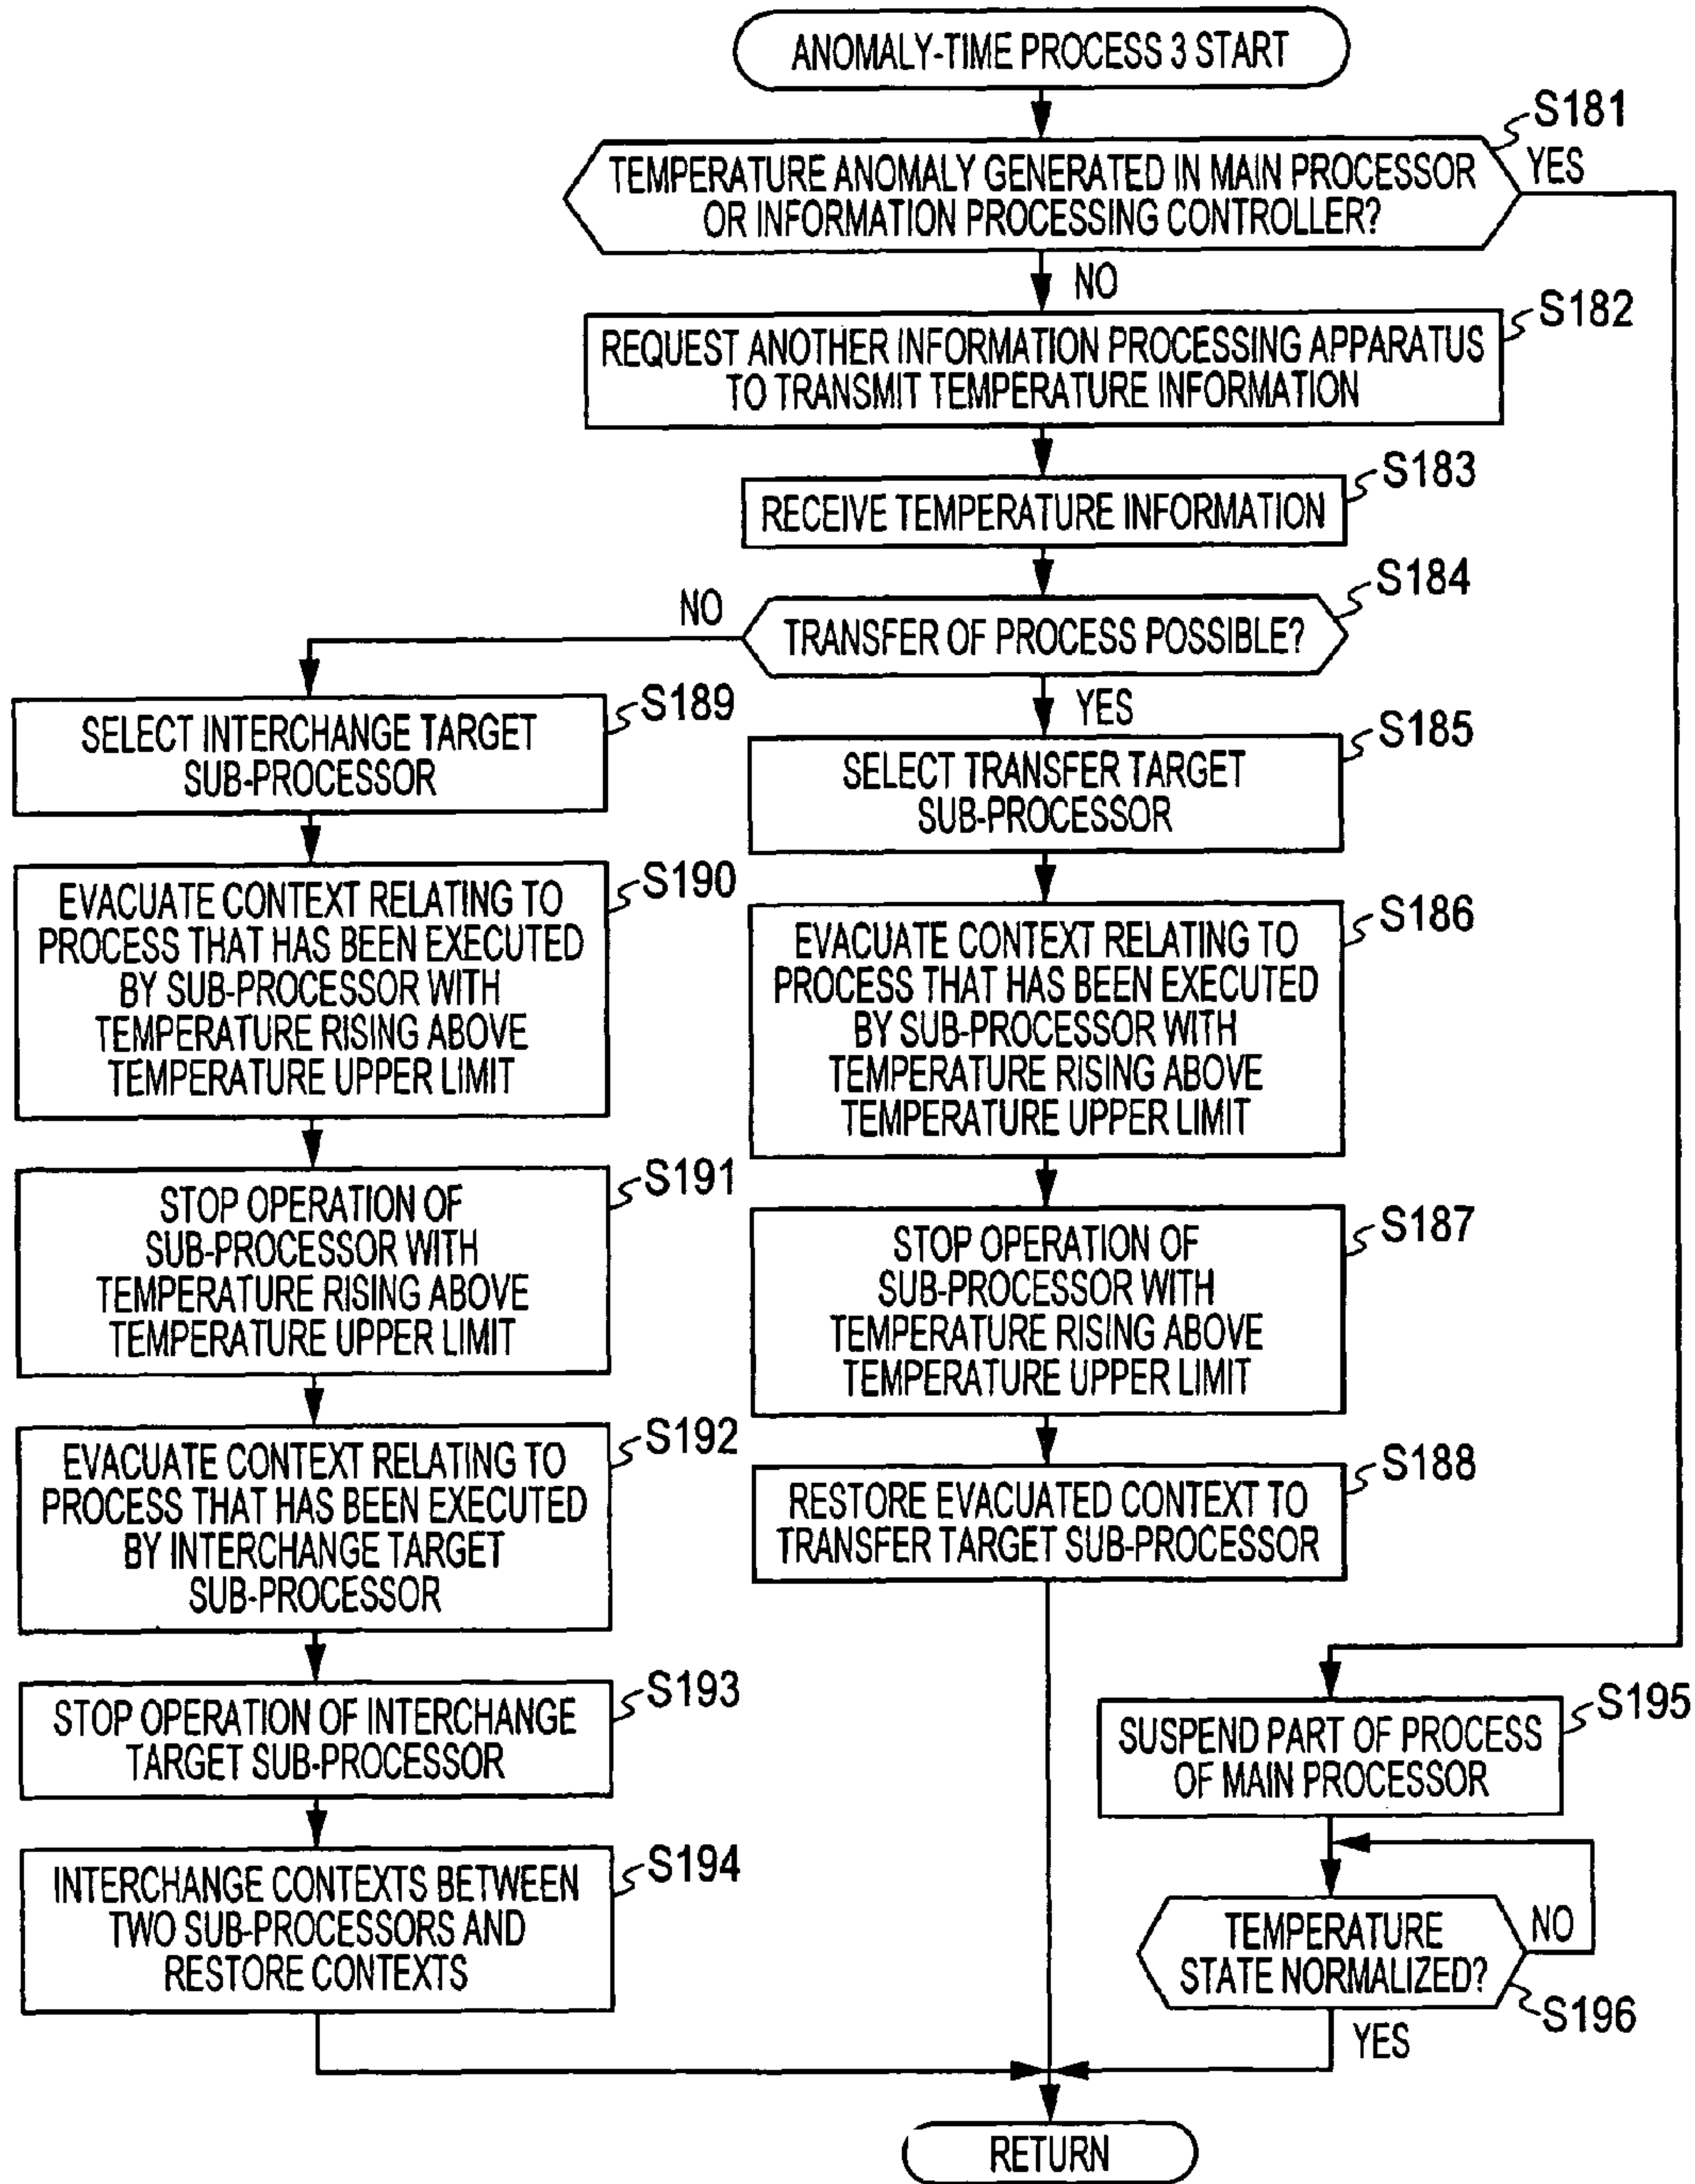 ANOMALY-TIME PROCESS 3 START
S181
TEMPERATURE ANOMALY GENERATED IN MAIN PROCESSOR
OR INFORMATION PROCESSING CONTROLLER?
YES
NO
S182
REQUEST ANOTHER INFORMATION PROCESSING APPARATUS
TO TRANSMIT TEMPERATURE INFORMATION
S183
RECEIVE TEMPERATURE INFORMATION
S184
TRANSFER OF PROCESS POSSIBLE?
NO
YES
S189
SELECT INTERCHANGE TARGET
SUB-PROCESSOR
S190
EVACUATE CONTEXT RELATING TO
PROCESS THAT HAS BEEN EXECUTED
BY SUB-PROCESSOR WITH
TEMPERATURE RISING ABOVE
TEMPERATURE UPPER LIMIT
S191
STOP OPERATION OF
SUB-PROCESSOR WITH
TEMPERATURE RISING ABOVE
TEMPERATURE UPPER LIMIT
S192
EVACUATE CONTEXT RELATING TO
PROCESS THAT HAS BEEN EXECUTED
BY INTERCHANGE TARGET
SUB-PROCESSOR
S193
STOP OPERATION OF INTERCHANGE
TARGET SUB-PROCESSOR
S194
INTERCHANGE CONTEXTS BETWEEN
TWO SUB-PROCESSORS AND
RESTORE CONTEXTS
S185
SELECT TRANSFER TARGET
SUB-PROCESSOR
S186
EVACUATE CONTEXT RELATING TO
PROCESS THAT HAS BEEN EXECUTED
BY SUB-PROCESSOR WITH
TEMPERATURE RISING ABOVE
TEMPERATURE UPPER LIMIT
S187
STOP OPERATION OF
SUB-PROCESSOR WITH
TEMPERATURE RISING ABOVE
TEMPERATURE UPPER LIMIT
S188
RESTORE EVACUATED CONTEXT TO
TRANSFER TARGET SUB-PROCESSOR
S195
SUSPEND PART OF PROCESS
OF MAIN PROCESSOR
TEMPERATURE
STATE NORMALIZED?
NO
S196
YES
RETURN